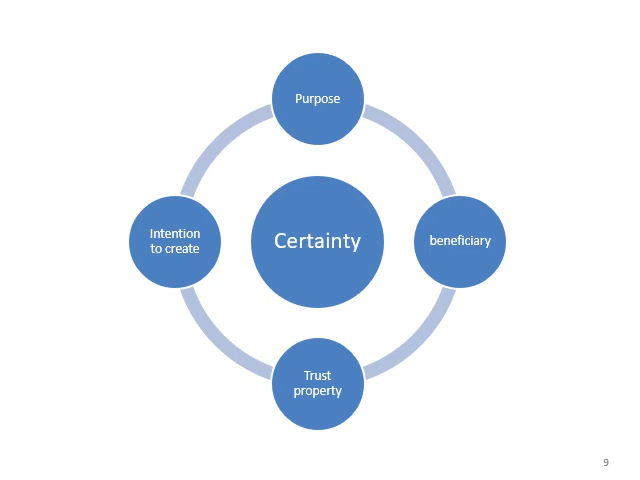 Purpose
Intention
to create
Certainty
beneficiary
Trust
property
9